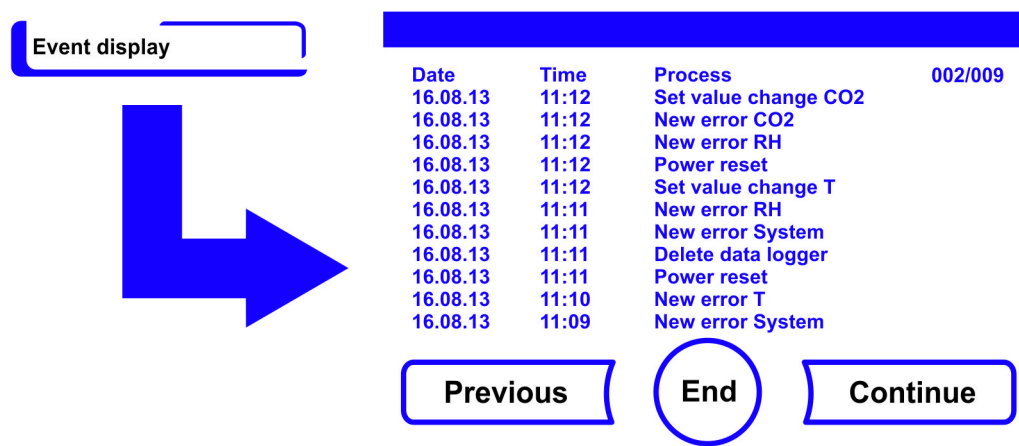 Event display
Date Time Process 002/009
16.08.13 11:12 Set value change CO2
16.08.13 11:12 New error CO2
16.08.13 11:12 New error RH
16.08.13 11:12 Power reset
16.08.13 11:12 Set value change T
16.08.13 11:11 New error RH
16.08.13 11:11 New error System
16.08.13 11:11 Delete data logger
16.08.13 11:11 Power reset
16.08.13 11:10 New error T
16.08.13 11:09 New error System
Previous End Continue